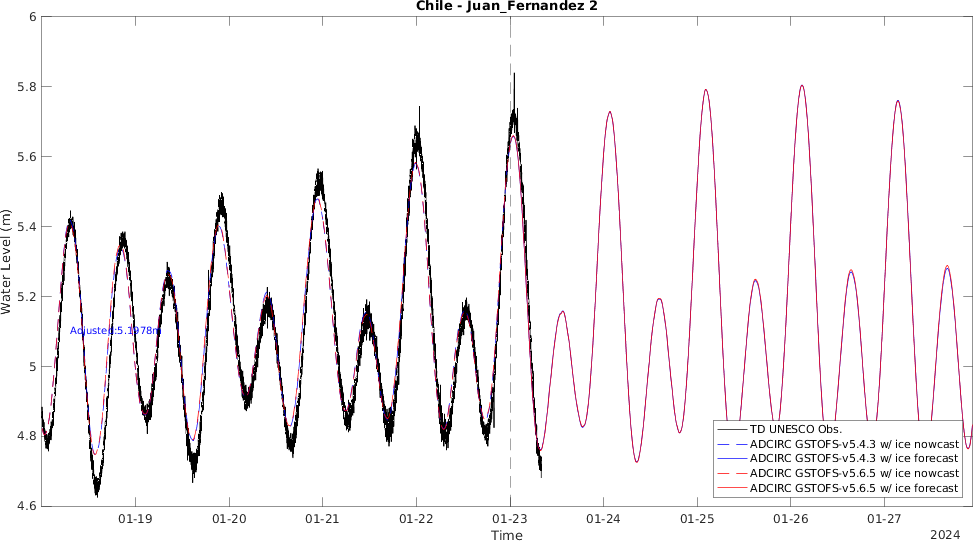 Chile - Juan_Fernandez 2
Water Level (m)
6
5.8
5.6
5.4
5.2
5
4.8
4.6
Adjusted:5.1978m
TD UNESCO Obs.
ADCIRC GSTOFS-v5.4.3 w/ ice nowcast
ADCIRC GSTOFS-v5.4.3 w/ ice forecast
ADCIRC GSTOFS-v5.6.5 w/ ice nowcast
ADCIRC GSTOFS-v5.6.5 w/ ice forecast
01-19 01-20 01-21 01-22 01-23 01-24 01-25 01-26 01-27
Time
2024